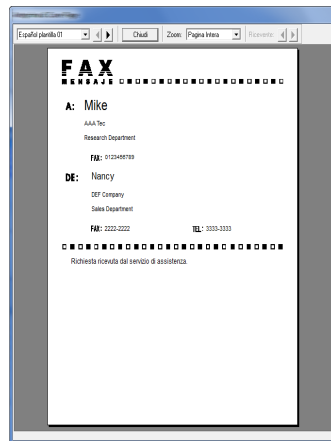 Español plantilla 01 Chiudi Zoom: Pagina Intera Ricevente
FAX
MENSAJE
A: Mike
AAA Tec
Research Department
FAX: 0123456789
DE: Nancy
DEF Company
Sales Department
FAX: 2222-2222 TEL: 3333-3333
Richiesta ricevuta dal servizio di assistenza.